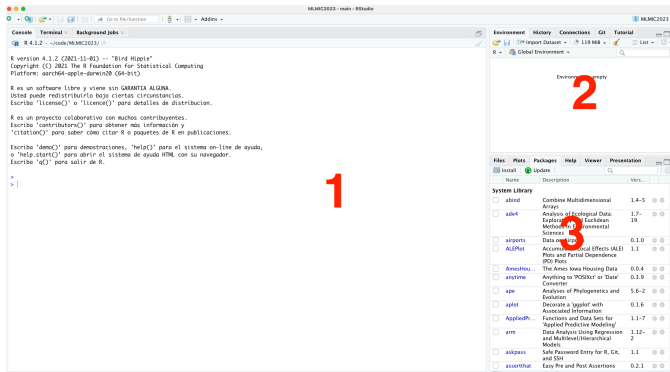 MLMIC2023 - main - RStudio
Go to file/function
Addins
MLMIC2023
Console Terminal Background Jobs
R 4.1.2 · ~/code/MLMIC2023/
R version 4.1.2 (2021-11-01) -- "Bird Hippie"
Copyright (C) 2021 The R Foundation for Statistical Computing
Platform: aarch64-apple-darwin20 (64-bit)
R es un software libre y viene sin GARANTIA ALGUNA.
Usted puede redistribuirlo bajo ciertas circunstancias.
Escriba 'license()' o 'licence()' para detalles de distribucion.
R es un proyecto colaborativo con muchos contribuyentes.
Escriba 'contributors()' para obtener más información y
'citation()' para saber cómo citar R o paquetes de R en publicaciones.
Escriba 'demo()' para demostraciones, 'help()' para el sistema on-line de ayuda,
o 'help.start()' para abrir el sistema de ayuda HTML con su navegador.
Escriba 'q()' para salir de R.
>
>
1
Environment History Connections Git Tutorial
Import Dataset 119 MiB List
R Global Environment
Environment is empty
2
Files Plots Packages Help Viewer Presentation
Install Update
Name Description Vers...
System Library
abind Combine Multidimensional Arrays 1.4-5
ade4 Analysis of Ecological Data: Exploratory and Euclidean Methods in Environmental Sciences 1.7-19
airports Data on Airports 0.1.0
ALEPlot Accumulated Local Effects (ALE) Plots and Partial Dependence (PD) Plots 1.1
AmesHou... The Ames Iowa Housing Data 0.0.4
anytime Anything to 'POSIXct' or 'Date' Converter 0.3.9
ape Analyses of Phylogenetics and Evolution 5.6-2
aplot Decorate a 'ggplot' with Associated Information 0.1.6
AppliedPr... Functions and Data Sets for 'Applied Predictive Modeling' 1.1-7
arm Data Analysis Using Regression and Multilevel/Hierarchical Models 1.12-2
askpass Safe Password Entry for R, Git, and SSH 1.1
assertthat Easy Pre and Post Assertions 0.2.1
3